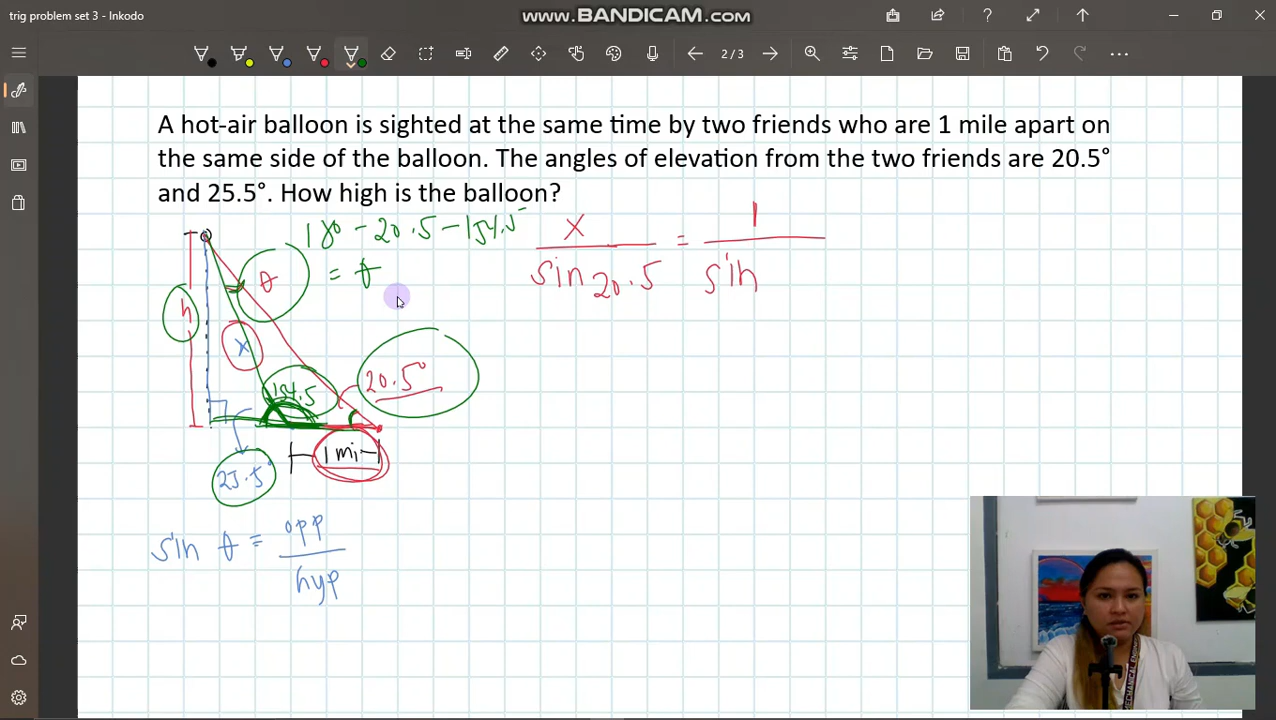 trig problem set 3 - Inkodo
www.BANDICAM.com
2/3
A hot-air balloon is sighted at the same time by two friends who are 1 mile apart on
the same side of the balloon. The angles of elevation from the two friends are 20.5°
and 25.5°. How high is the balloon?
180 - 20.5 - 154.5
= θ
x / sin 20.5 = 1 / sin
θ
h
x
154.5
20.5°
1 mi
25.5°
sin θ = opp / hyp